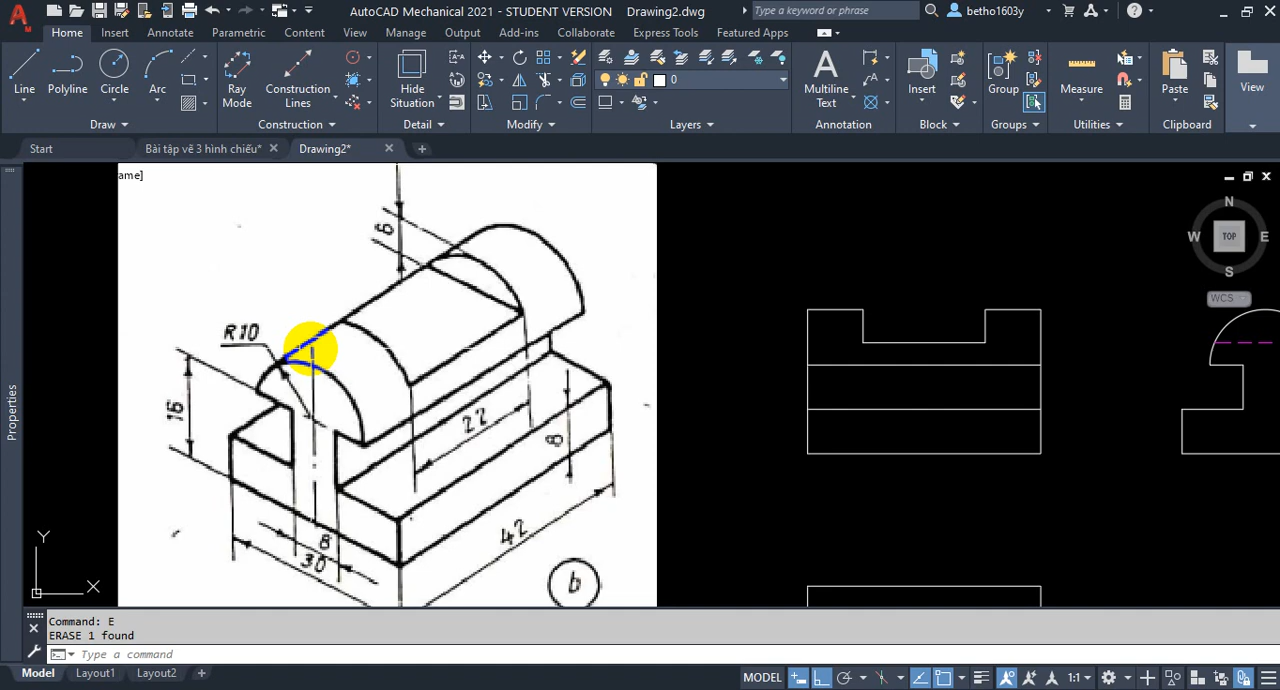 AutoCAD Mechanical 2021 - STUDENT VERSION Drawing2.dwg
Type a keyword or phrase
betho1603y
Home Insert Annotate Parametric Content View Manage Output Add-ins Collaborate Express Tools Featured Apps
Line Polyline Circle Arc
Ray Mode
Construction Lines
Hide Situation
0
Multiline Text
Insert
Group
Measure
Paste
View
Draw Construction Detail Modify Layers Annotation Block Groups Utilities Clipboard
Start Bài tập vẽ 3 hình chiếu* Drawing2*
ame]
Properties
N
W TOP E
S
WCS
6
R10
16
22
8
8
30
42
b
Y
X
Command: E
ERASE 1 found
Type a command
Model Layout1 Layout2 MODEL 1:1